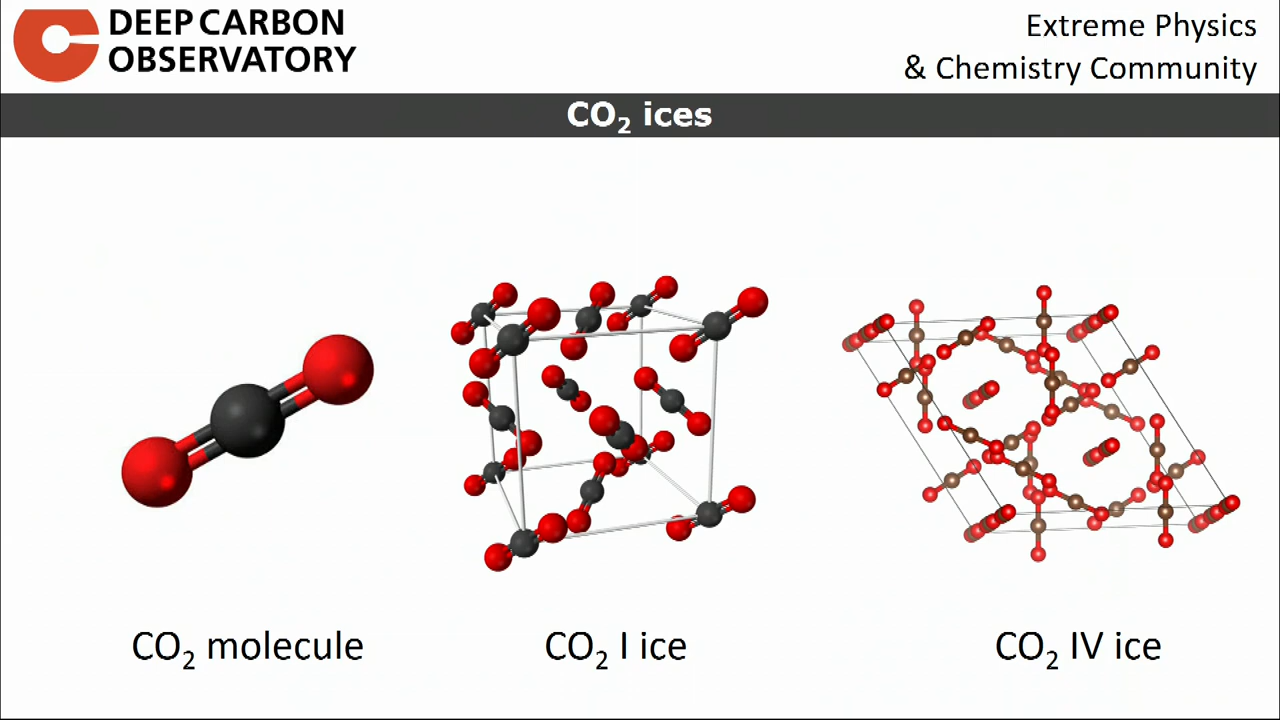 DEEP CARBON
OBSERVATORY
Extreme Physics
& Chemistry Community
CO₂ ices
CO₂ molecule
CO₂ I ice
CO₂ IV ice